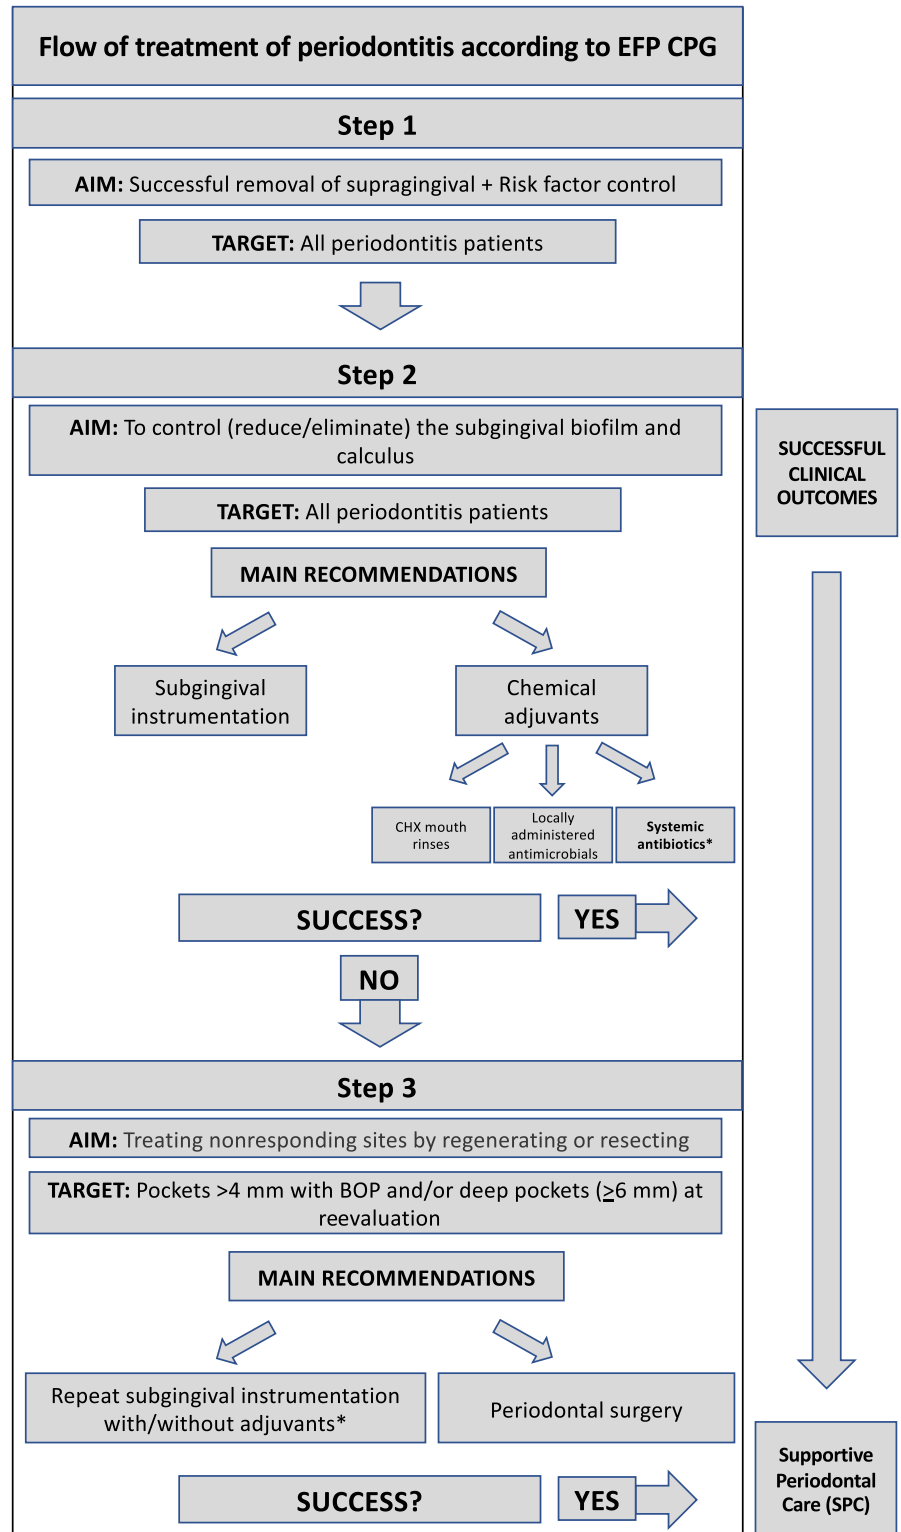 Flow of treatment of periodontitis according to EFP CPG
Step 1
AIM: Successful removal of supragingival + Risk factor control
TARGET: All periodontitis patients
Step 2
AIM: To control (reduce/eliminate) the subgingival biofilm and
calculus
TARGET: All periodontitis patients
MAIN RECOMMENDATIONS
Subgingival
instrumentation
Chemical
adjuvants
CHX mouth
rinses
Locally
administered
antimicrobials
Systemic
antibiotics*
SUCCESS?
YES
NO
Step 3
AIM: Treating nonresponding sites by regenerating or resecting
TARGET: Pockets >4 mm with BOP and/or deep pockets (≥6 mm) at
reevaluation
MAIN RECOMMENDATIONS
Repeat subgingival instrumentation
with/without adjuvants*
Periodontal surgery
SUCCESS?
YES
SUCCESSFUL
CLINICAL
OUTCOMES
Supportive
Periodontal
Care (SPC)